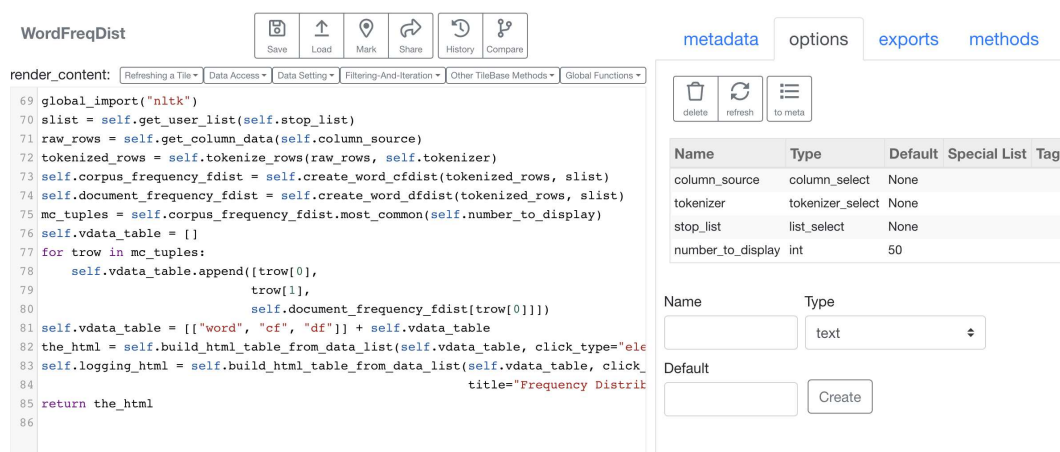 WordFreqDist
Save
Load
Mark
Share
History
Compare
render_content:
Refreshing a Tile
Data Access
Data Setting
Filtering-And-Iteration
Other TileBase Methods
Global Functions
69 global_import("nltk")
70 slist = self.get_user_list(self.stop_list)
71 raw_rows = self.get_column_data(self.column_source)
72 tokenized_rows = self.tokenize_rows(raw_rows, self.tokenizer)
73 self.corpus_frequency_fdist = self.create_word_cfdist(tokenized_rows, slist)
74 self.document_frequency_fdist = self.create_word_dfdist(tokenized_rows, slist)
75 mc_tuples = self.corpus_frequency_fdist.most_common(self.number_to_display)
76 self.vdata_table = []
77 for trow in mc_tuples:
78     self.vdata_table.append([trow[0],
79                              trow[1],
80                              self.document_frequency_fdist[trow[0]]])
81 self.vdata_table = [["word", "cf", "df"]] + self.vdata_table
82 the_html = self.build_html_table_from_data_list(self.vdata_table, click_type="ele
83 self.logging_html = self.build_html_table_from_data_list(self.vdata_table, click_
84                                                          title="Frequency Distrib
85 return the_html
86
metadata
options
exports
methods
delete
refresh
to meta
Name Type Default Special List Tag
column_source column_select None
tokenizer tokenizer_select None
stop_list list_select None
number_to_display int 50
Name Type
text
Default
Create